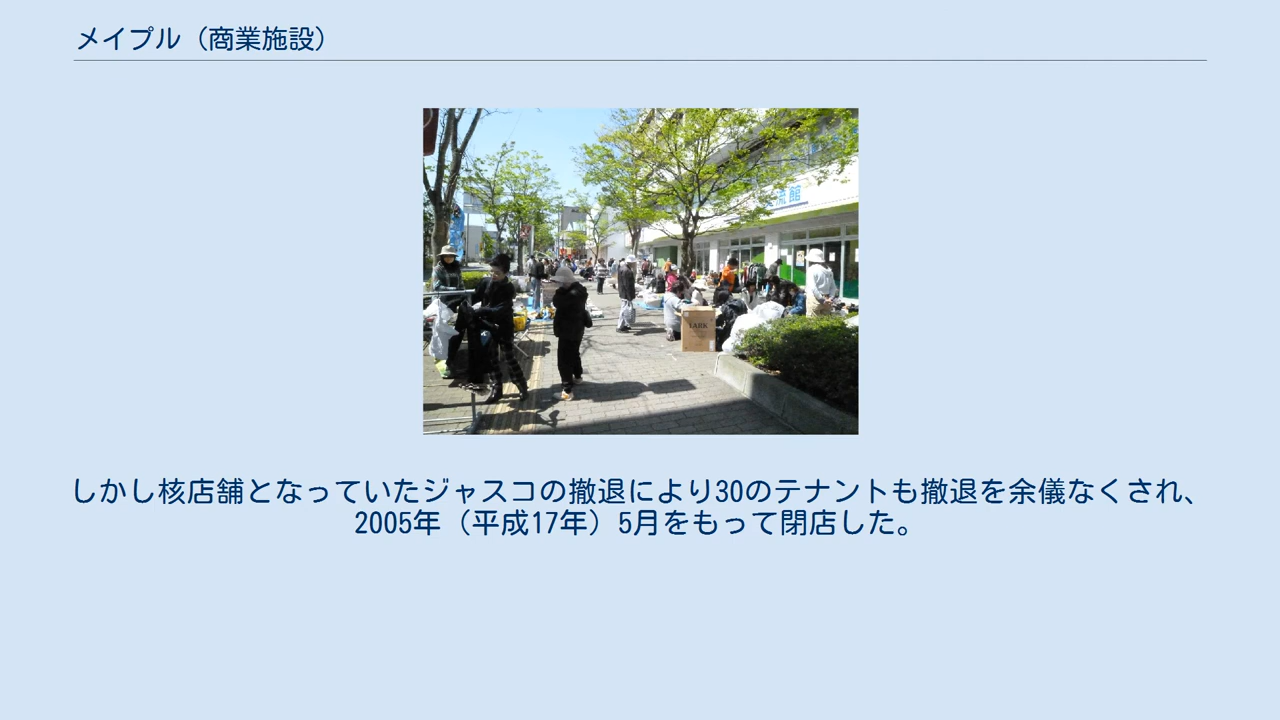 メイプル（商業施設）
流館
しかし核店舗となっていたジャスコの撤退により30のテナントも撤退を余儀なくされ、
2005年（平成17年）5月をもって閉店した。